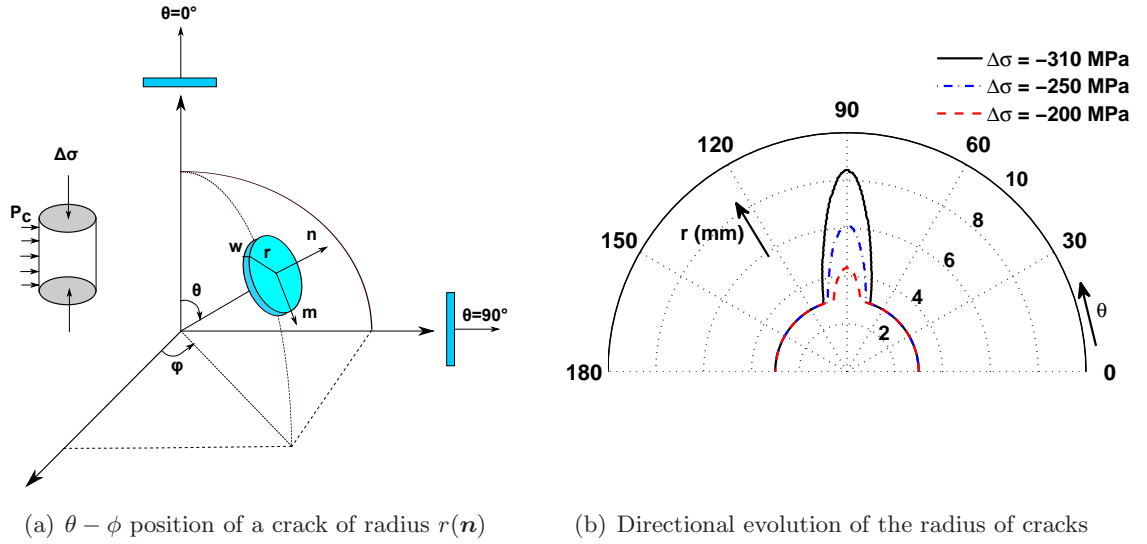 θ=0°
Δσ
P_C
w
r
n
m
θ
φ
θ=90°
(a) θ − ϕ position of a crack of radius r(n)
Δσ = −310 MPa
Δσ = −250 MPa
Δσ = −200 MPa
90
120
60
150
30
180
0
10
8
6
4
2
r (mm)
θ
(b) Directional evolution of the radius of cracks